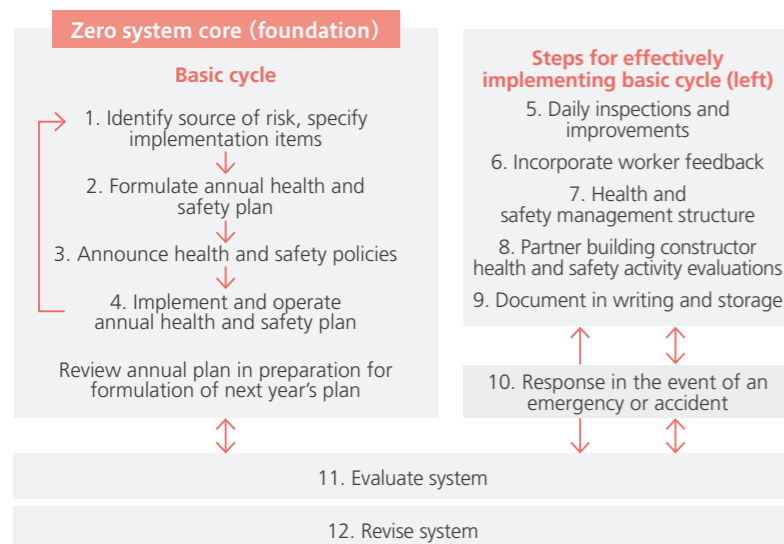 Zero system core (foundation)
Basic cycle
1. Identify source of risk, specify
implementation items
2. Formulate annual health and
safety plan
3. Announce health and safety policies
4. Implement and operate
annual health and safety plan
Review annual plan in preparation for
formulation of next year’s plan
Steps for effectively
implementing basic cycle (left)
5. Daily inspections and
improvements
6. Incorporate worker feedback
7. Health and
safety management structure
8. Partner building constructor
health and safety activity evaluations
9. Document in writing and storage
10. Response in the event of an
emergency or accident
11. Evaluate system
12. Revise system